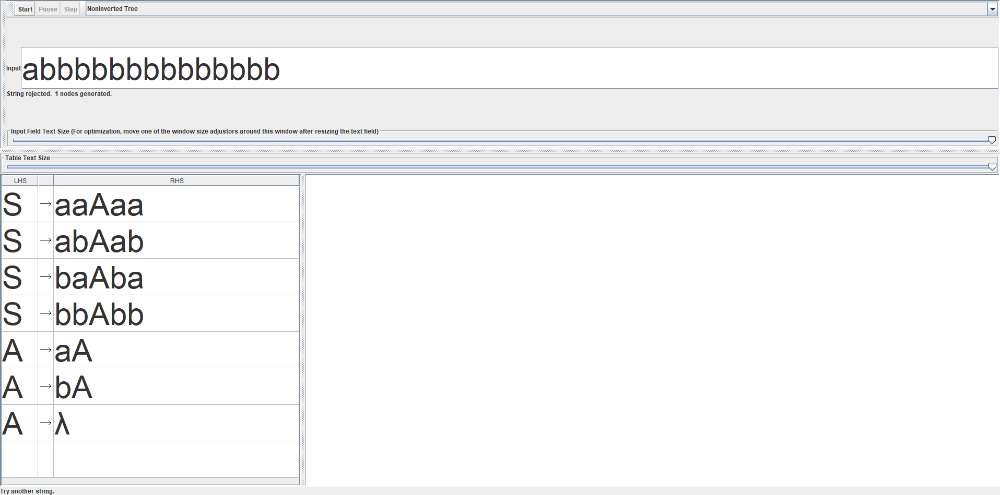 Start Pause Step Noninverted Tree
Input abbbbbbbbbbbbbb
String rejected. 1 nodes generated.
Input Field Text Size (For optimization, move one of the window size adjustors around this window after resizing the text field)
Table Text Size
LHS RHS
S → aaAaa
S → abAab
S → baAba
S → bbAbb
A → aA
A → bA
A → λ
Try another string.